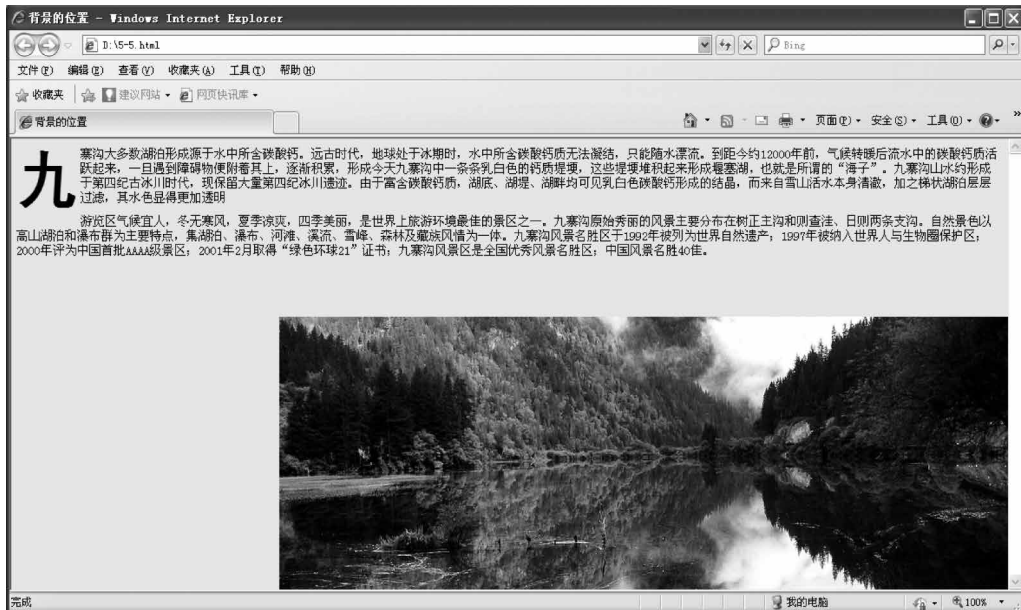 背景的位置 - Windows Internet Explorer
D:\5-5.html
Bing
文件(F) 编辑(E) 查看(V) 收藏夹(A) 工具(T) 帮助(H)
收藏夹 建议网站 网页快讯库
背景的位置
页面(P) 安全(S) 工具(O)
九
寨沟大多数湖泊形成源于水中所含碳酸钙。远古时代，地球处于冰期时，水中所含碳酸钙质无法凝结，只能随水漂流。到距今约12000年前，气候转暖后流水中的碳酸钙质活
跃起来，一旦遇到障碍物便附着其上，逐渐积累，形成今天九寨沟中一条条乳白色的钙质堤埂，这些堤埂堆积起来形成堰塞湖，也就是所谓的“海子”。九寨沟山水约形成
于第四纪古冰川时代，现保留大量第四纪冰川遗迹。由于富含碳酸钙质，湖底、湖堤、湖畔均可见乳白色碳酸钙形成的结晶，而来自雪山活水本身清澈，加之梯状湖泊层层
过滤，其水色显得更加透明
游览区气候宜人，冬无寒风，夏季凉爽，四季美丽，是世界上旅游环境最佳的景区之一。九寨沟原始秀丽的风景主要分布在树正主沟和则查洼、日则两条支沟。自然景色以
高山湖泊和瀑布群为主要特点，集湖泊、瀑布、河滩、溪流、雪峰、森林及藏族风情为一体。九寨沟风景名胜区于1992年被列为世界自然遗产；1997年被纳入世界人与生物圈保护区；
2000年评为中国首批AAAA级景区；2001年2月取得“绿色环球21”证书；九寨沟风景区是全国优秀风景名胜区；中国风景名胜40佳。
完成
我的电脑
100%